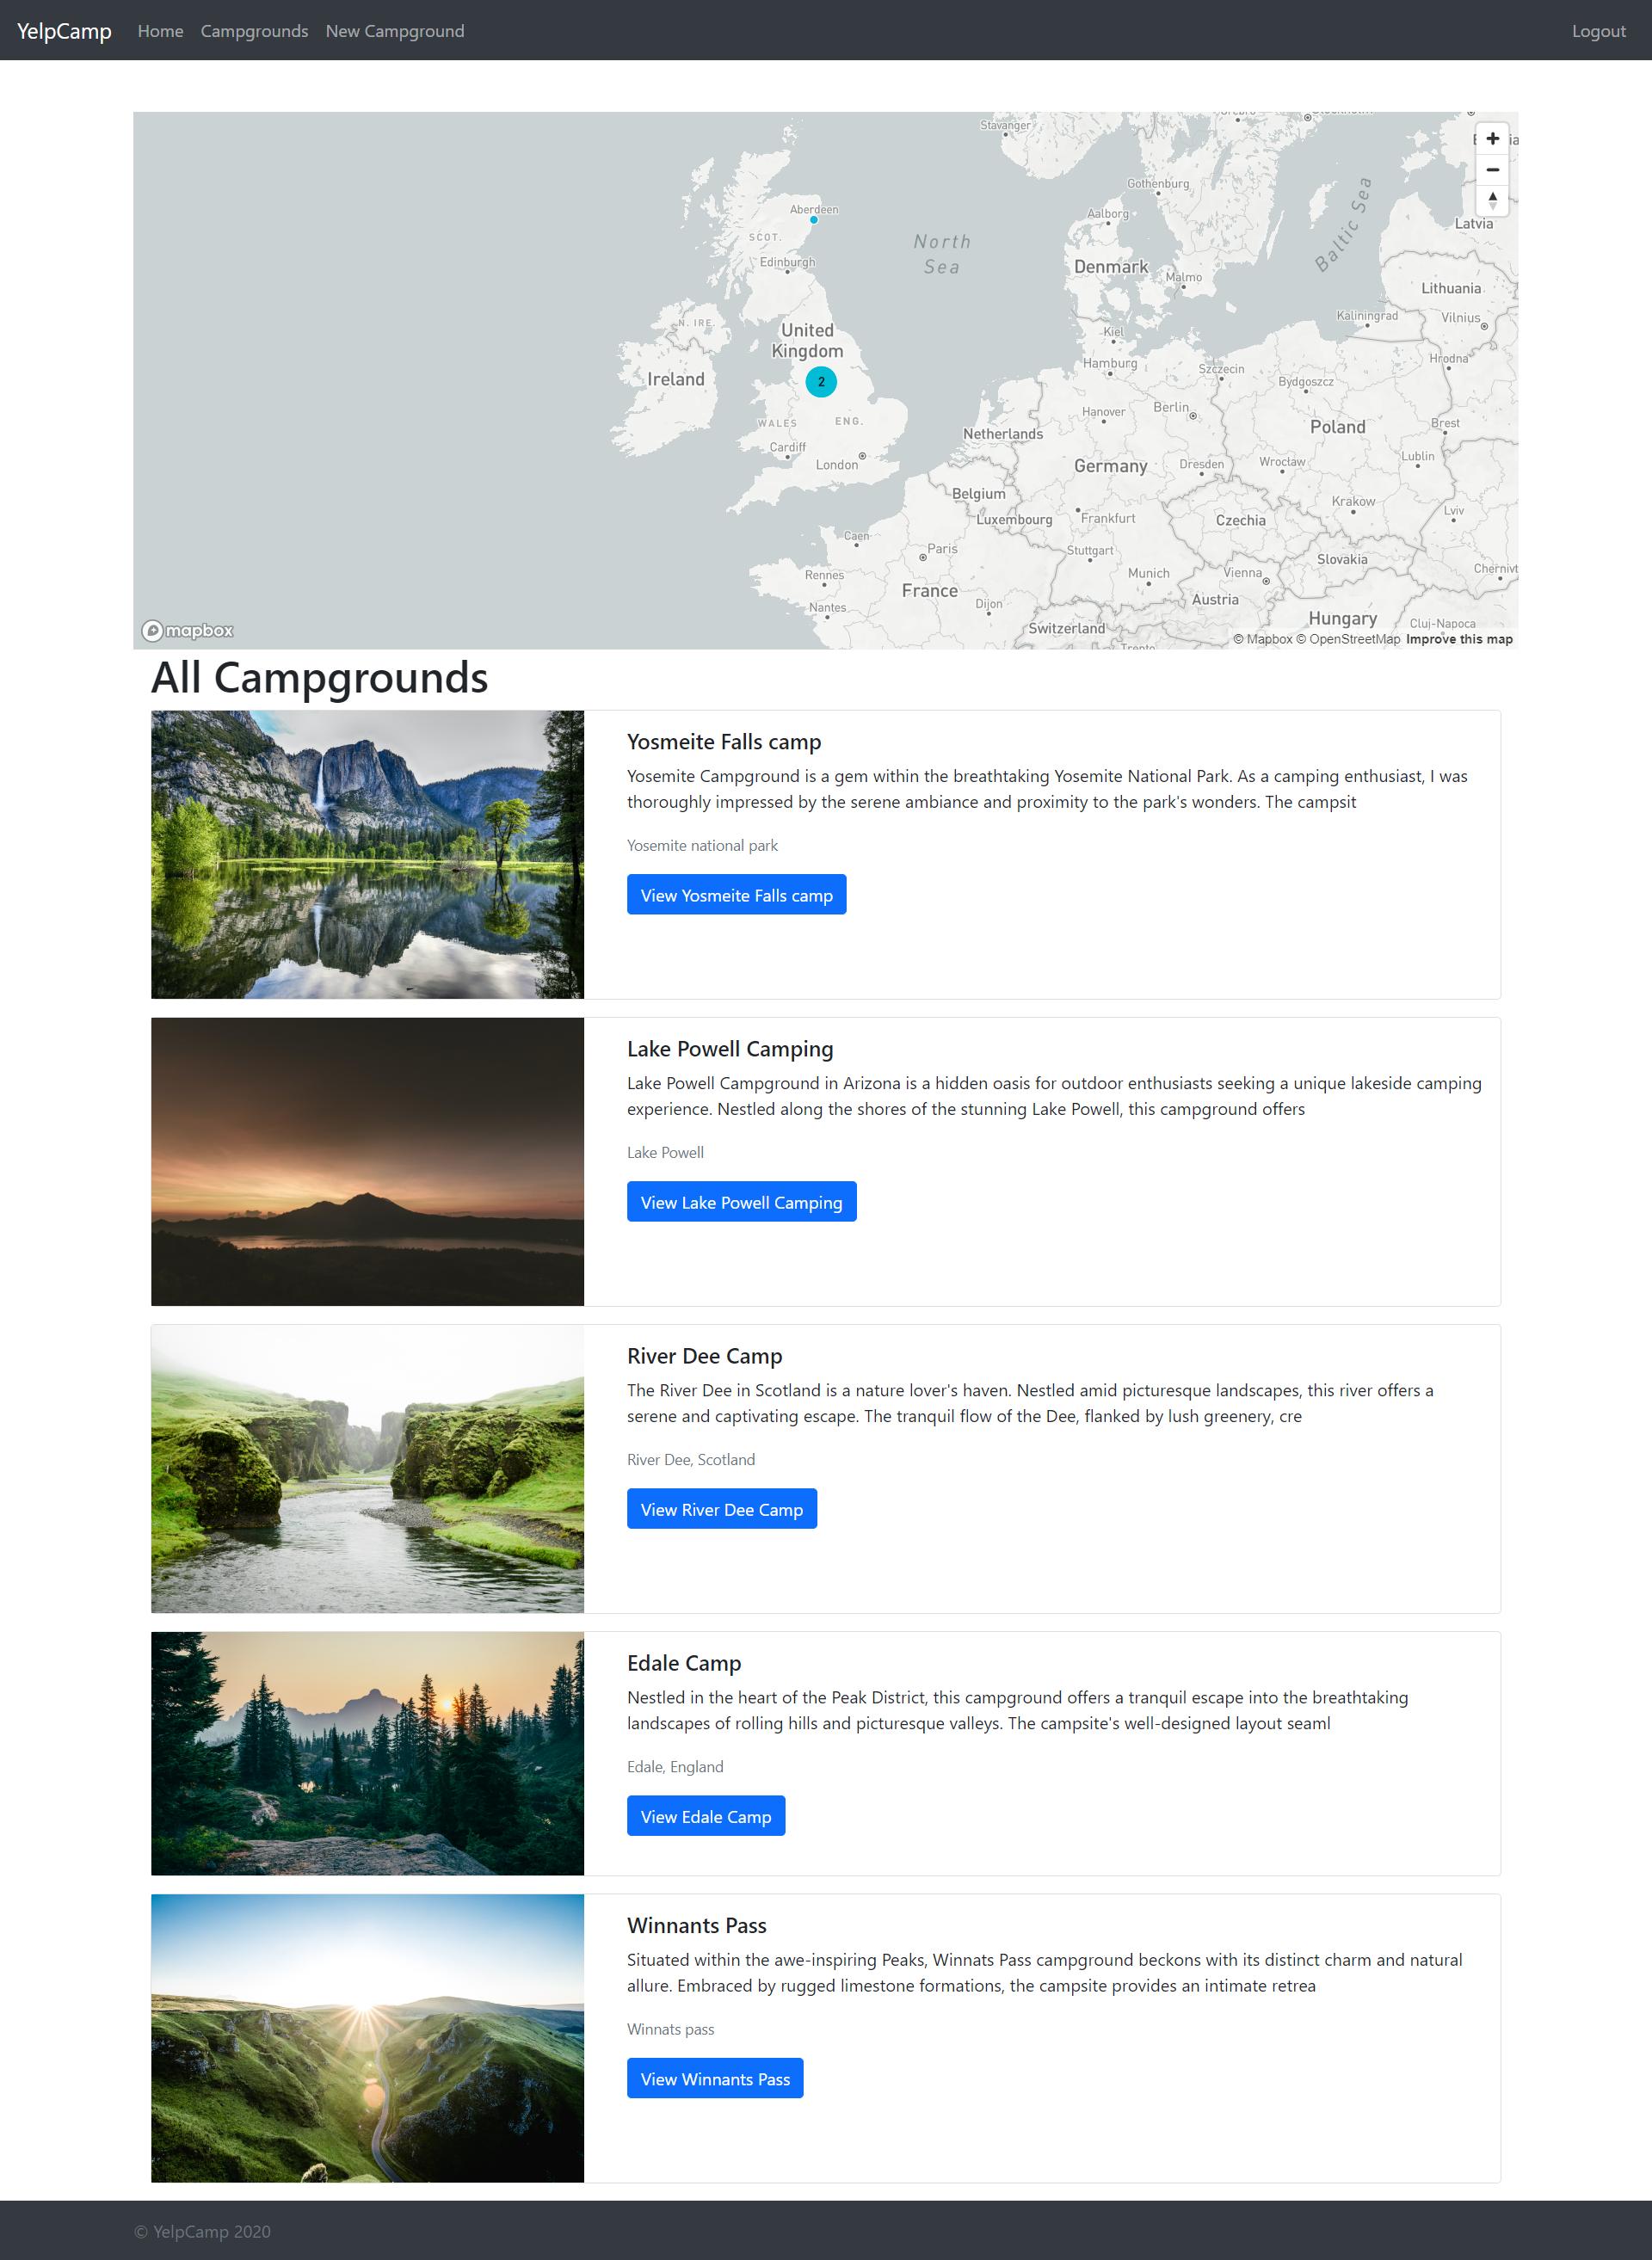 YelpCamp Home Campgrounds New Campground Logout
Stavanger
Gothenburg
Aberdeen
Aalborg
SCOT.
North
Sea
Baltic Sea
Latvia
Edinburgh
Denmark
Malmo
Lithuania
N. IRE.
United
Kingdom
Kiel
Kaliningrad
Vilnius
Hamburg
Szczecin
Hrodna
Ireland
2
Bydgoszcz
Hanover
Berlin
WALES
ENG.
Netherlands
Poland
Brest
Cardiff
London
Germany
Dresden
Wrocław
Lublin
Belgium
Krakow
Luxembourg
Frankfurt
Czechia
Lviv
Caen
Paris
Stuttgart
Slovakia
Rennes
Munich
Vienna
Chernivt
France
Austria
Nantes
Dijon
Hungary
Switzerland
Cluj-Napoca
mapbox
© Mapbox © OpenStreetMap Improve this map
All Campgrounds
Yosmeite Falls camp
Yosemite Campground is a gem within the breathtaking Yosemite National Park. As a camping enthusiast, I was
thoroughly impressed by the serene ambiance and proximity to the park's wonders. The campsit
Yosemite national park
View Yosmeite Falls camp
Lake Powell Camping
Lake Powell Campground in Arizona is a hidden oasis for outdoor enthusiasts seeking a unique lakeside camping
experience. Nestled along the shores of the stunning Lake Powell, this campground offers
Lake Powell
View Lake Powell Camping
River Dee Camp
The River Dee in Scotland is a nature lover's haven. Nestled amid picturesque landscapes, this river offers a
serene and captivating escape. The tranquil flow of the Dee, flanked by lush greenery, cre
River Dee, Scotland
View River Dee Camp
Edale Camp
Nestled in the heart of the Peak District, this campground offers a tranquil escape into the breathtaking
landscapes of rolling hills and picturesque valleys. The campsite's well-designed layout seaml
Edale, England
View Edale Camp
Winnants Pass
Situated within the awe-inspiring Peaks, Winnats Pass campground beckons with its distinct charm and natural
allure. Embraced by rugged limestone formations, the campsite provides an intimate retrea
Winnats pass
View Winnants Pass
© YelpCamp 2020